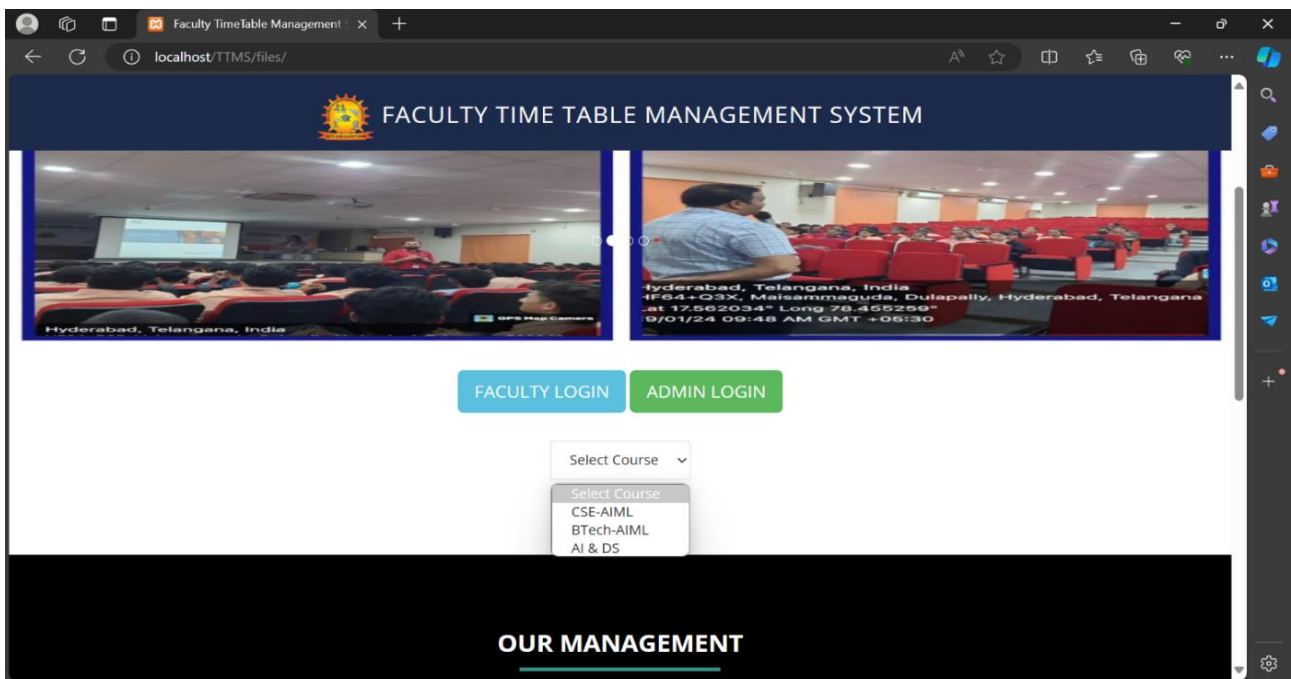 Faculty TimeTable Management S
localhost/TTMS/files/
FACULTY TIME TABLE MANAGEMENT SYSTEM
GPS Map Camera
Hyderabad, Telangana, India
Hyderabad, Telangana, India
HF64+Q3X, Maisammaguda, Dulapally, Hyderabad, Telangana
Lat 17.562034° Long 78.455259°
9/01/24 09:48 AM GMT +05:30
FACULTY LOGIN
ADMIN LOGIN
Select Course
Select Course
CSE-AIML
BTech-AIML
AI & DS
OUR MANAGEMENT